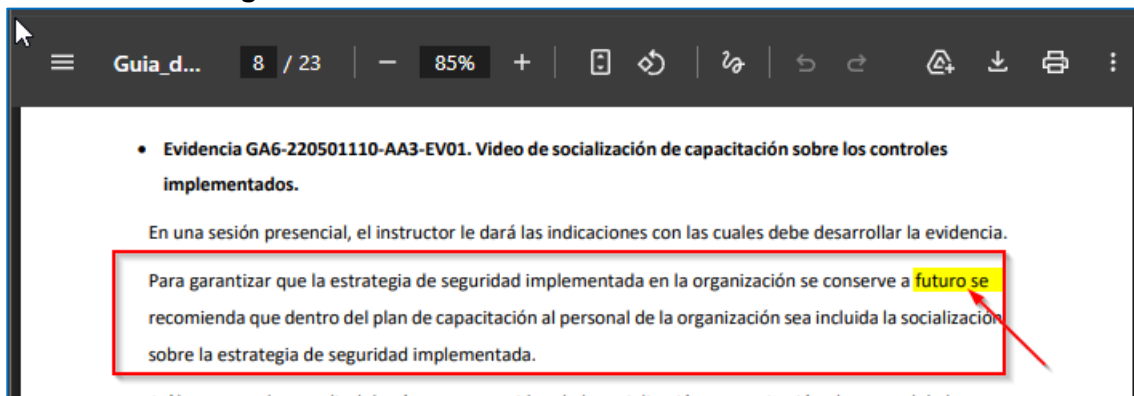 Guia_d... 8 / 23 85%
• Evidencia GA6-220501110-AA3-EV01. Video de socialización de capacitación sobre los controles
implementados.
En una sesión presencial, el instructor le dará las indicaciones con las cuales debe desarrollar la evidencia.
Para garantizar que la estrategia de seguridad implementada en la organización se conserve a futuro se
recomienda que dentro del plan de capacitación al personal de la organización sea incluida la socialización
sobre la estrategia de seguridad implementada.